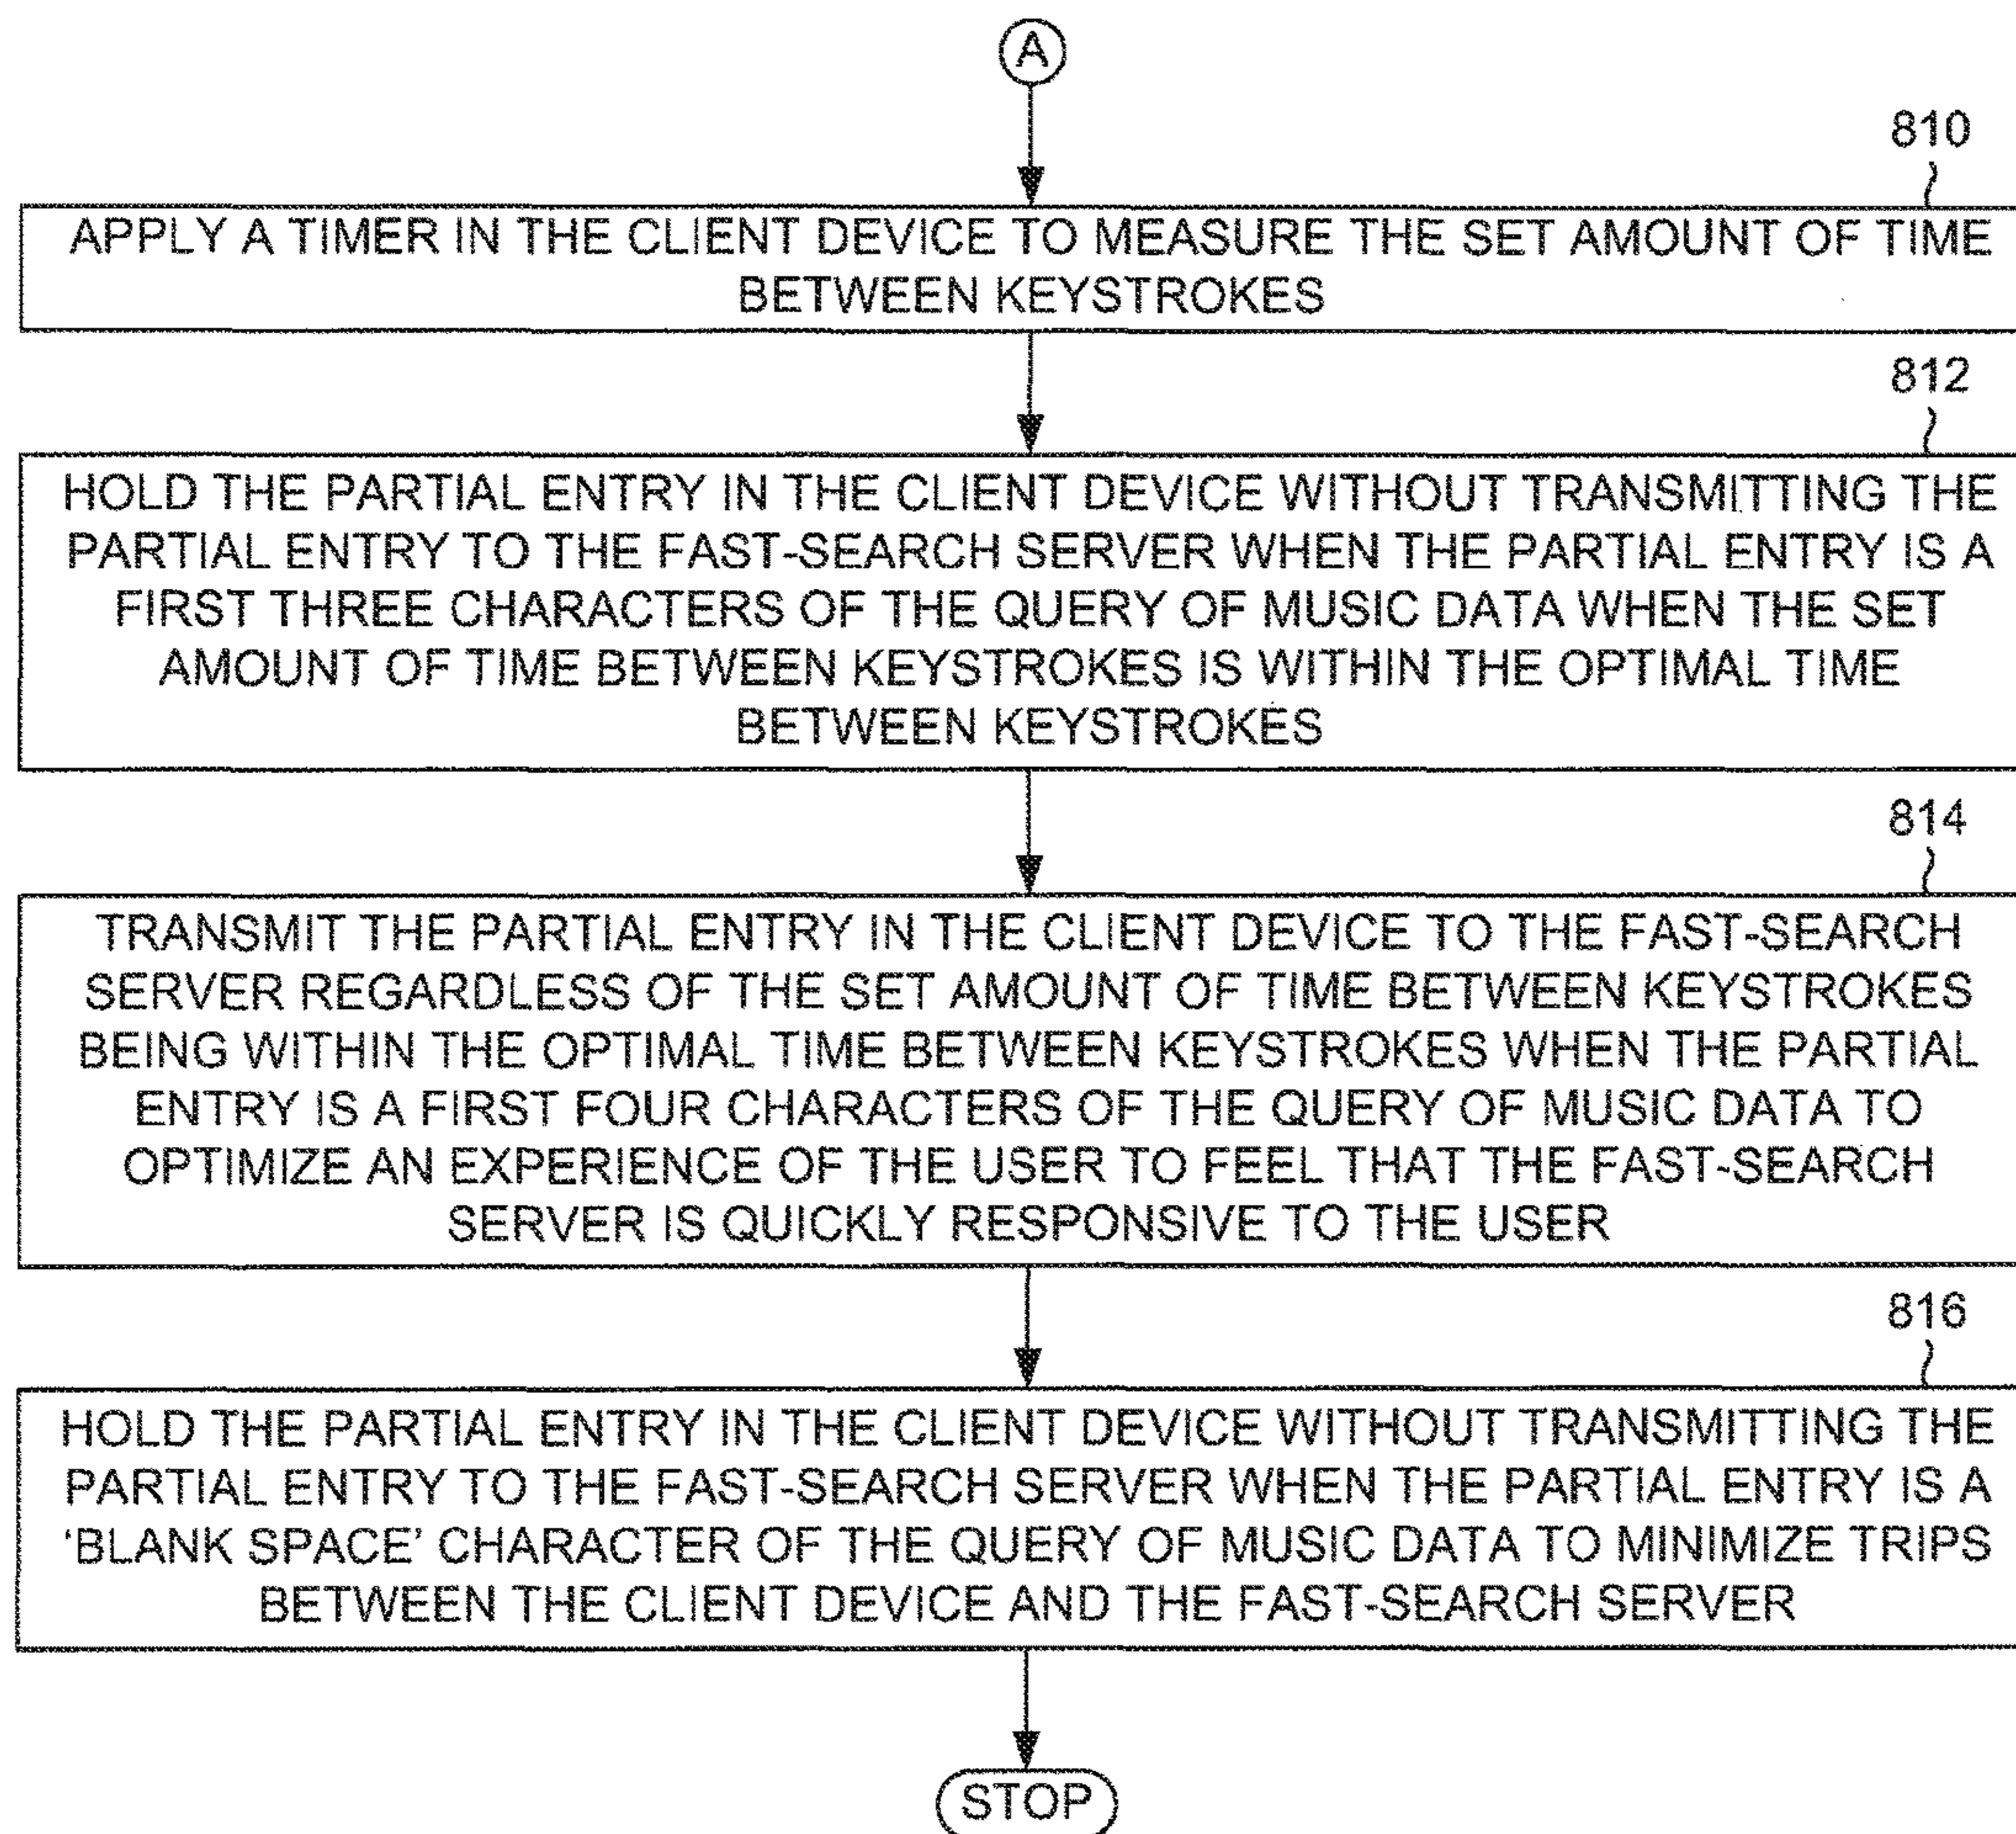 A
810
APPLY A TIMER IN THE CLIENT DEVICE TO MEASURE THE SET AMOUNT OF TIME
BETWEEN KEYSTROKES
812
HOLD THE PARTIAL ENTRY IN THE CLIENT DEVICE WITHOUT TRANSMITTING THE
PARTIAL ENTRY TO THE FAST-SEARCH SERVER WHEN THE PARTIAL ENTRY IS A
FIRST THREE CHARACTERS OF THE QUERY OF MUSIC DATA WHEN THE SET
AMOUNT OF TIME BETWEEN KEYSTROKES IS WITHIN THE OPTIMAL TIME
BETWEEN KEYSTROKES
814
TRANSMIT THE PARTIAL ENTRY IN THE CLIENT DEVICE TO THE FAST-SEARCH
SERVER REGARDLESS OF THE SET AMOUNT OF TIME BETWEEN KEYSTROKES
BEING WITHIN THE OPTIMAL TIME BETWEEN KEYSTROKES WHEN THE PARTIAL
ENTRY IS A FIRST FOUR CHARACTERS OF THE QUERY OF MUSIC DATA TO
OPTIMIZE AN EXPERIENCE OF THE USER TO FEEL THAT THE FAST-SEARCH
SERVER IS QUICKLY RESPONSIVE TO THE USER
816
HOLD THE PARTIAL ENTRY IN THE CLIENT DEVICE WITHOUT TRANSMITTING THE
PARTIAL ENTRY TO THE FAST-SEARCH SERVER WHEN THE PARTIAL ENTRY IS A
‘BLANK SPACE’ CHARACTER OF THE QUERY OF MUSIC DATA TO MINIMIZE TRIPS
BETWEEN THE CLIENT DEVICE AND THE FAST-SEARCH SERVER
STOP